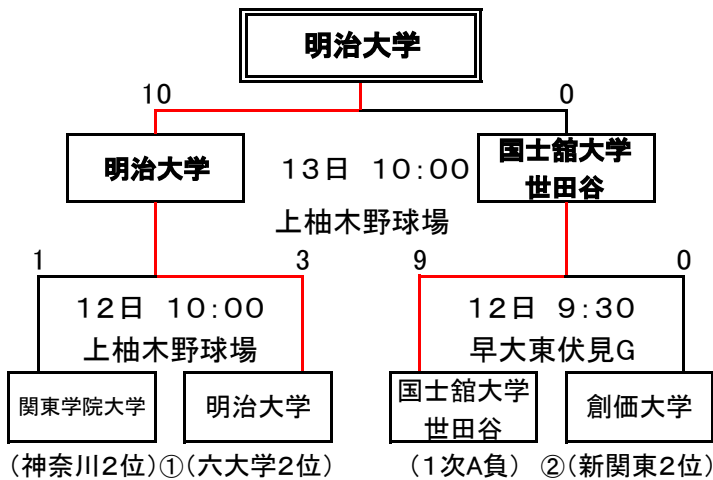 明治大学
10
0
明治大学
13日 10:00
上柚木野球場
国士舘大学
世田谷
1
3
9
0
12日 10:00
上柚木野球場
12日 9:30
早大東伏見G
関東学院大学
明治大学
国士舘大学
世田谷
創価大学
(神奈川2位)①(六大学2位)
(1次A負) ②(新関東2位)